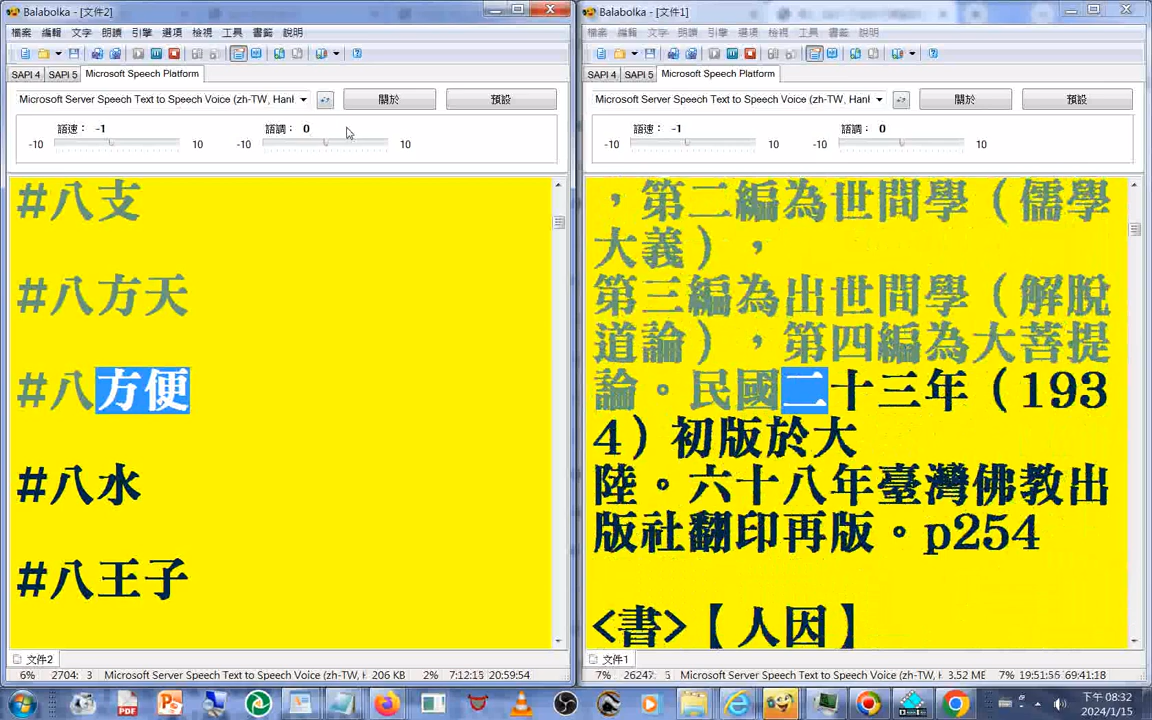 Balabolka - [文件2]
檔案 編輯 文字 朗讀 引擎 選項 檢視 工具 書籤 說明
SAPI 4 SAPI 5 Microsoft Speech Platform
Microsoft Server Speech Text to Speech Voice (zh-TW, Hanl
關於 預設
語速： -1 語調： 0
-10 10 -10 10
#八支
#八方天
#八方便
#八水
#八王子
文件2
6% 2704: 3 Microsoft Server Speech Text to Speech Voice (zh-TW, H 206 KB 2% 7:12:15 20:59:54
Balabolka - [文件1]
檔案 編輯 文字 朗讀 引擎 選項 檢視 工具 書籤 說明
SAPI 4 SAPI 5 Microsoft Speech Platform
Microsoft Server Speech Text to Speech Voice (zh-TW, Hanl
關於 預設
語速： -1 語調： 0
-10 10 -10 10
，第二編為世間學（儒學
大義），
第三編為出世間學（解脫
道論），第四編為大菩提
論。民國二十三年（193
4）初版於大
陸。六十八年臺灣佛教出
版社翻印再版。p254
<書>【人因】
文件1
7% 26247: Microsoft Server Speech Text to Speech Voice (zh-TW, H 3.52 ME 7% 19:51:55 69:41:18
下午 08:32
2024/1/15